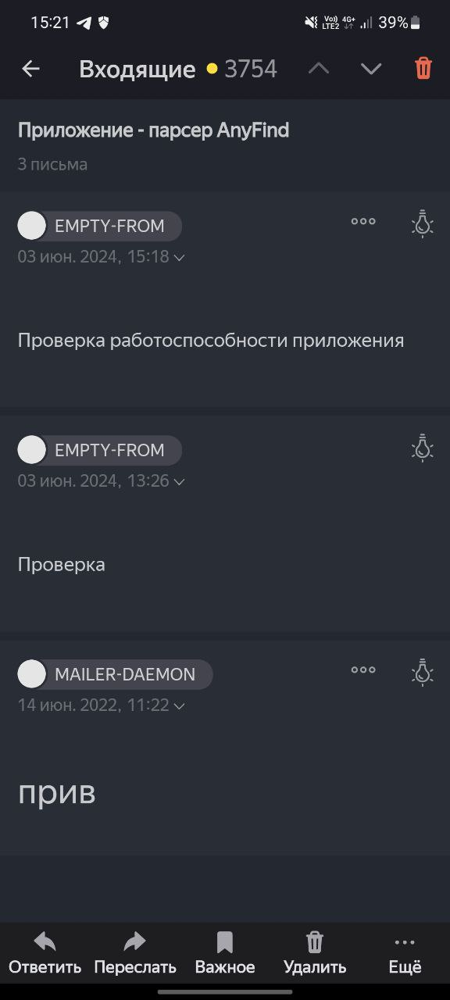 15:21 Vo)) LTE2 4G+ 39%
Входящие 3754
Приложение - парсер AnyFind
3 письма
EMPTY-FROM
03 июн. 2024, 15:18
Проверка работоспособности приложения
EMPTY-FROM
03 июн. 2024, 13:26
Проверка
MAILER-DAEMON
14 июн. 2022, 11:22
прив
Ответить Переслать Важное Удалить Ещё